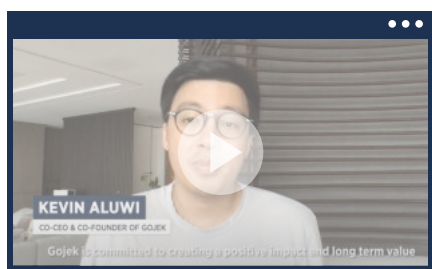 KEVIN ALUWI
CO-CEO & CO-FOUNDER OF GOJEK
Gojek is committed to creating a positive impact and long term value